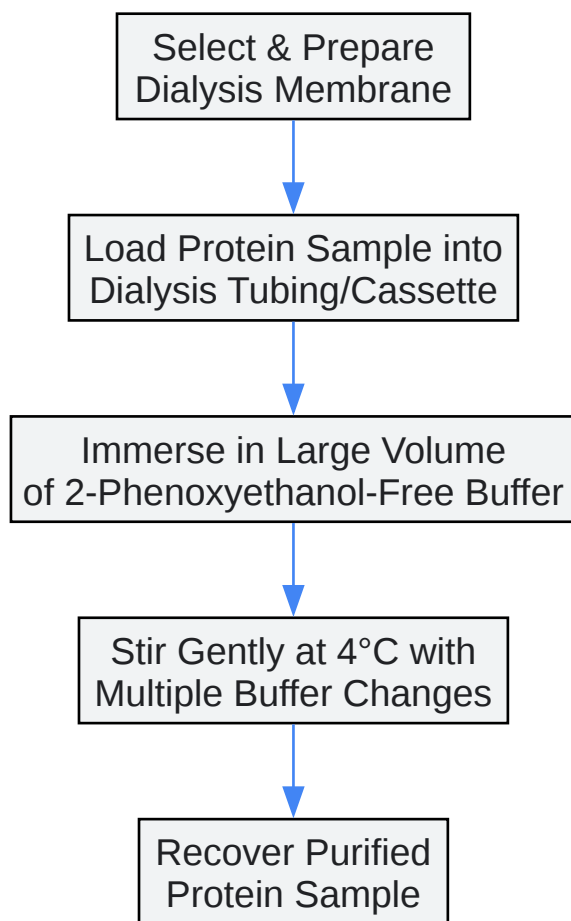 Select & Prepare
Dialysis Membrane
Load Protein Sample into
Dialysis Tubing/Cassette
Immerse in Large Volume
of 2-Phenoxyethanol-Free Buffer
Stir Gently at 4°C with
Multiple Buffer Changes
Recover Purified
Protein Sample